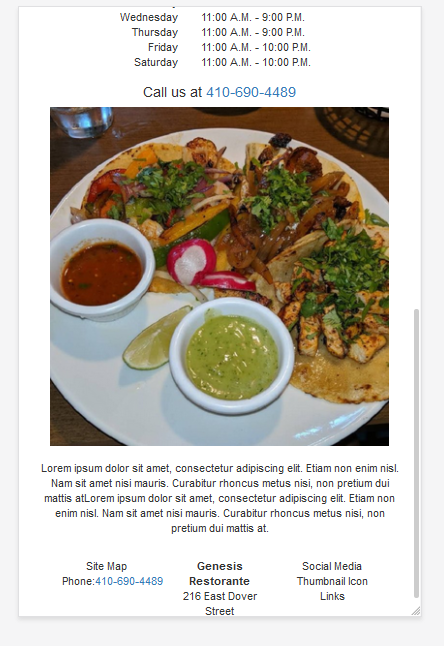 Wednesday 11:00 A.M. - 9:00 P.M.
Thursday 11:00 A.M. - 9:00 P.M.
Friday 11:00 A.M. - 10:00 P.M.
Saturday 11:00 A.M. - 10:00 P.M.
Call us at 410-690-4489
Lorem ipsum dolor sit amet, consectetur adipiscing elit. Etiam non enim nisl.
Nam sit amet nisi mauris. Curabitur rhoncus metus nisi, non pretium dui
mattis atLorem ipsum dolor sit amet, consectetur adipiscing elit. Etiam non
enim nisl. Nam sit amet nisi mauris. Curabitur rhoncus metus nisi, non
pretium dui mattis at.
Site Map
Phone:410-690-4489
Genesis
Restorante
216 East Dover
Street
Social Media
Thumbnail Icon
Links